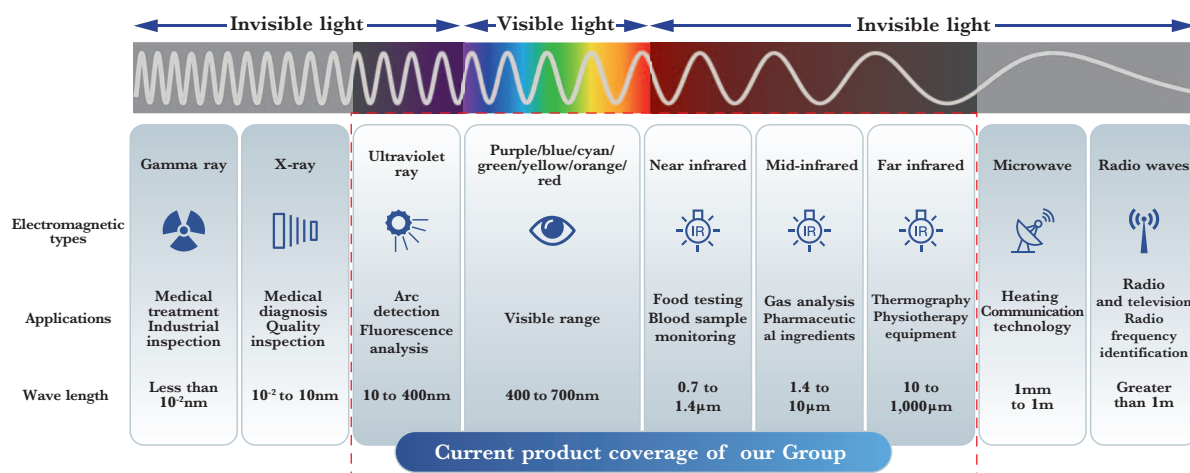 Invisible light
Visible light
Invisible light
Electromagnetic
types
Applications
Wave length
Gamma ray
Medical
treatment
Industrial
inspection
Less than
10⁻²nm
X-ray
Medical
diagnosis
Quality
inspection
10⁻² to 10nm
Ultraviolet
ray
Arc
detection
Fluorescence
analysis
10 to 400nm
Purple/blue/cyan/
green/yellow/orange/
red
Visible range
400 to 700nm
Near infrared
IR
Food testing
Blood sample
monitoring
0.7 to
1.4μm
Mid-infrared
IR
Gas analysis
Pharmaceutic
al ingredients
1.4 to
10μm
Far infrared
IR
Thermography
Physiotherapy
equipment
10 to
1,000μm
Microwave
Heating
Communication
technology
1mm
to 1m
Radio waves
Radio
and television
Radio
frequency
identification
Greater
than 1m
Current product coverage of our Group